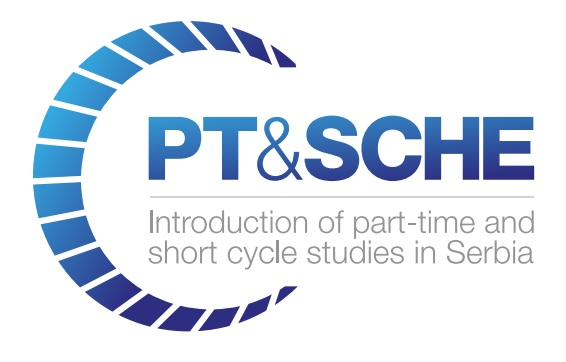 PT&SCHE
Introduction of part-time and
short cycle studies in Serbia